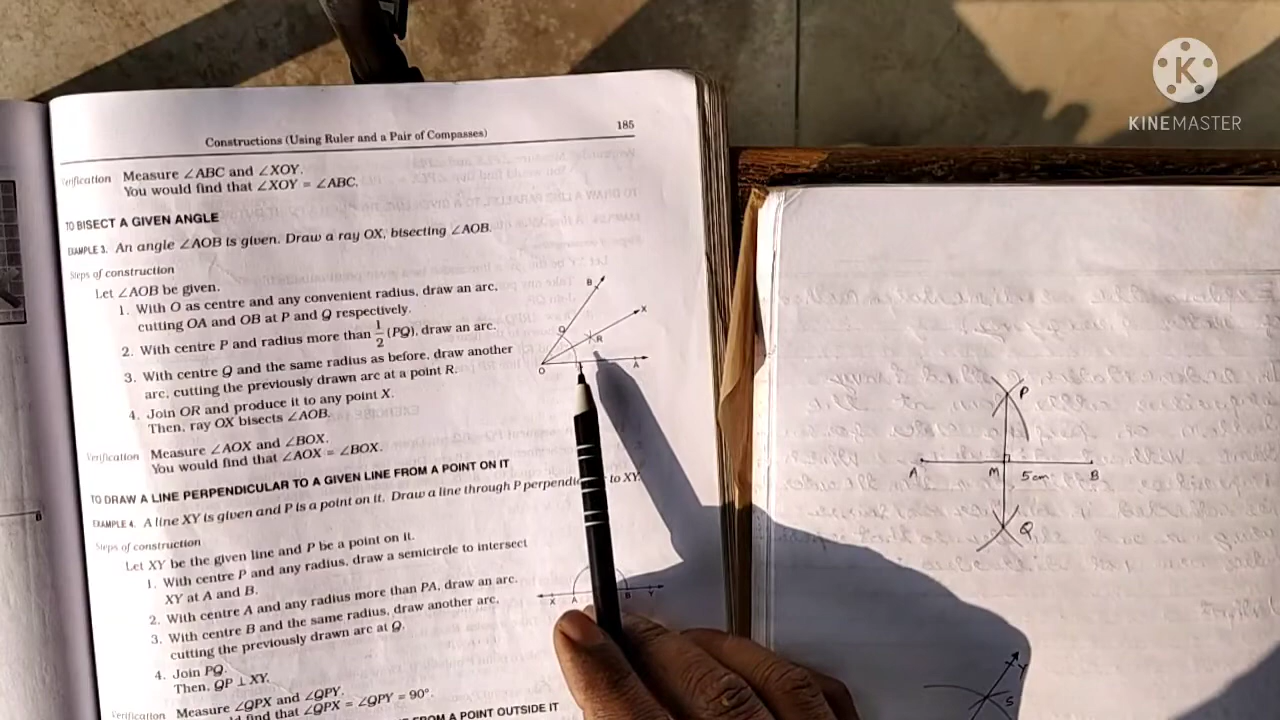 Constructions (Using Ruler and a Pair of Compasses) 185
Verification Measure ∠ABC and ∠XOY.
You would find that ∠XOY = ∠ABC.
TO BISECT A GIVEN ANGLE
EXAMPLE 3. An angle ∠AOB is given. Draw a ray OX, bisecting ∠AOB.
Steps of construction
Let ∠AOB be given.
1. With O as centre and any convenient radius, draw an arc,
cutting OA and OB at P and Q respectively.
2. With centre P and radius more than 1/2 (PQ), draw an arc.
3. With centre Q and the same radius as before, draw another
arc, cutting the previously drawn arc at a point R.
4. Join OR and produce it to any point X.
Then, ray OX bisects ∠AOB.
Verification Measure ∠AOX and ∠BOX.
You would find that ∠AOX = ∠BOX.
B
X
Q
R
O
A
TO DRAW A LINE PERPENDICULAR TO A GIVEN LINE FROM A POINT ON IT
EXAMPLE 4. A line XY is given and P is a point on it. Draw a line through P to XY.
Steps of construction
Let XY be the given line and P be a point on it.
1. With centre P and any radius, draw a semicircle to intersect
XY at A and B.
2. With centre A and any radius more than PA, draw an arc.
3. With centre B and the same radius, draw another arc,
cutting the previously drawn arc at Q.
4. Join PQ.
Then, QP ⊥ XY.
Verification Measure ∠QPX and ∠QPY.
find that ∠QPX = ∠QPY = 90°.
FROM A POINT OUTSIDE IT
X A B Y
K
KINEMASTER
P
A M 5cm B
Q
Y
S